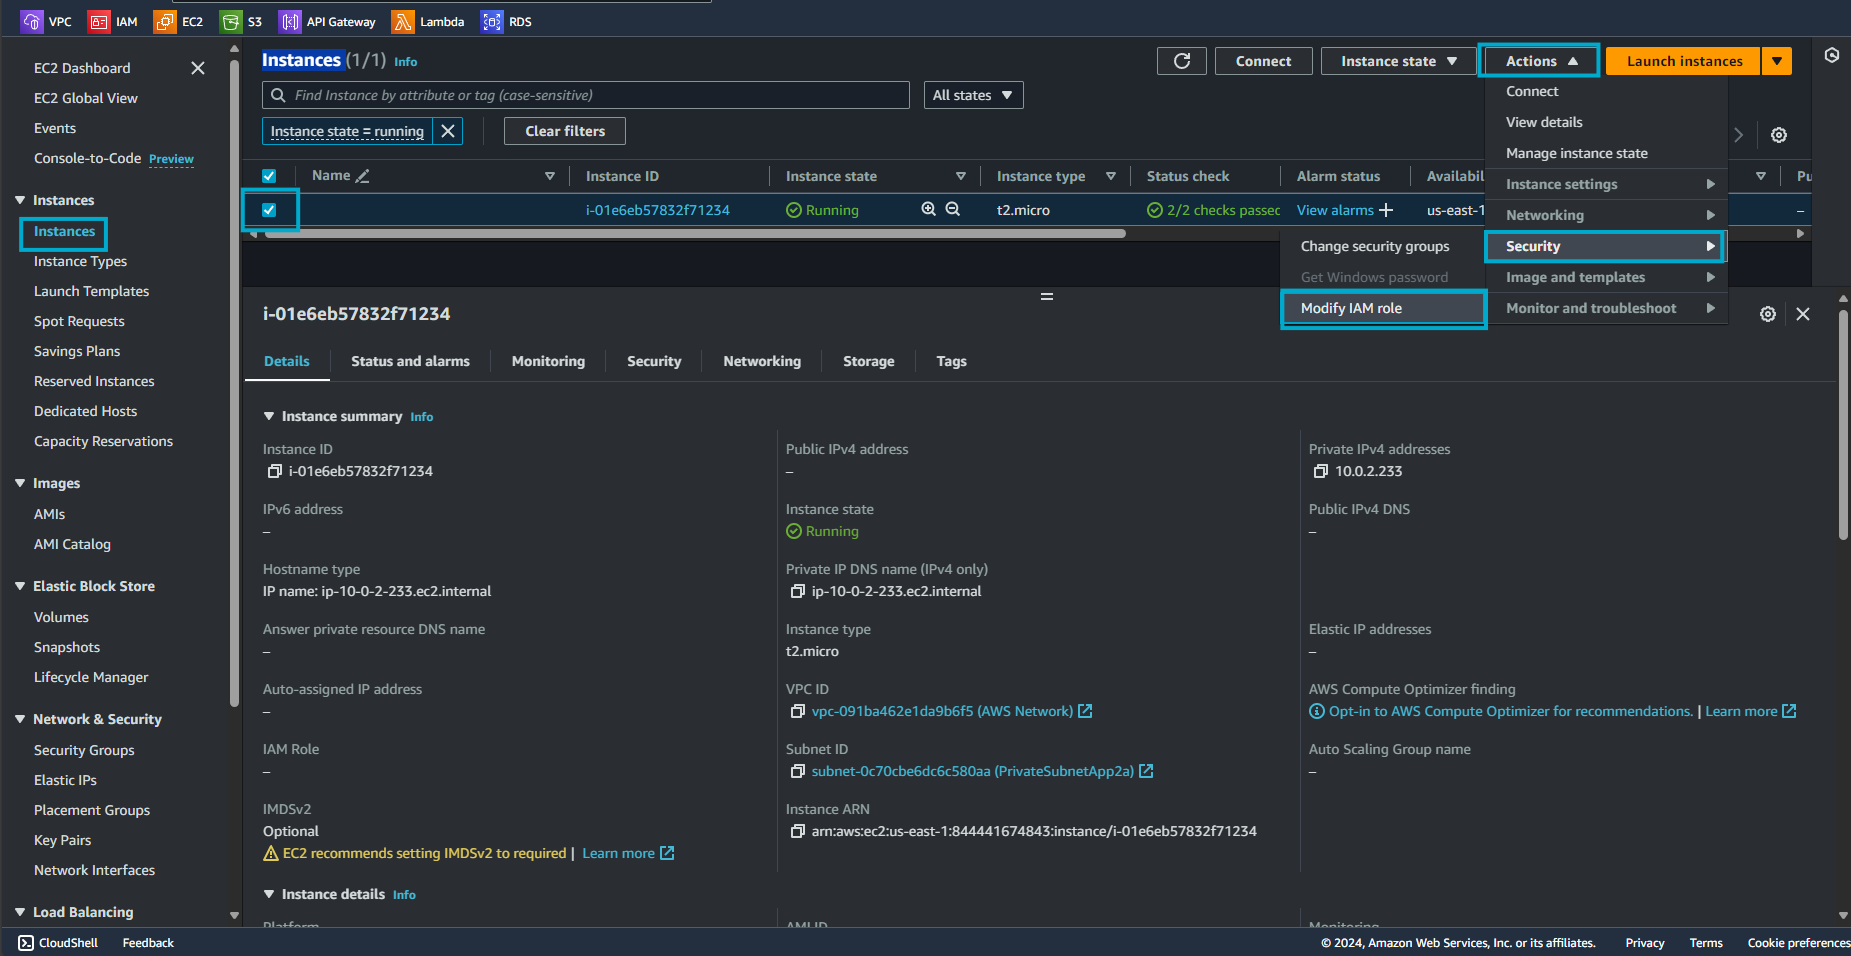 VPC IAM EC2 S3 API Gateway Lambda RDS
EC2 Dashboard
EC2 Global View
Events
Console-to-Code Preview
Instances
Instances
Instance Types
Launch Templates
Spot Requests
Savings Plans
Reserved Instances
Dedicated Hosts
Capacity Reservations
Images
AMIs
AMI Catalog
Elastic Block Store
Volumes
Snapshots
Lifecycle Manager
Network & Security
Security Groups
Elastic IPs
Placement Groups
Key Pairs
Network Interfaces
Load Balancing
Instances (1/1) Info
Connect
Instance state
Actions
Launch instances
Find Instance by attribute or tag (case-sensitive)
All states
Instance state = running
Clear filters
Connect
View details
Manage instance state
Instance settings
Networking
Security
Image and templates
Monitor and troubleshoot
Change security groups
Get Windows password
Modify IAM role
Name Instance ID Instance state Instance type Status check Alarm status Availabil Pu
i-01e6eb57832f71234 Running t2.micro 2/2 checks passed View alarms + us-east-1 –
i-01e6eb57832f71234
Details Status and alarms Monitoring Security Networking Storage Tags
Instance summary Info
Instance ID
i-01e6eb57832f71234
Public IPv4 address
–
Private IPv4 addresses
10.0.2.233
IPv6 address
–
Instance state
Running
Public IPv4 DNS
–
Hostname type
IP name: ip-10-0-2-233.ec2.internal
Private IP DNS name (IPv4 only)
ip-10-0-2-233.ec2.internal
Answer private resource DNS name
–
Instance type
t2.micro
Elastic IP addresses
–
Auto-assigned IP address
–
VPC ID
vpc-091ba462e1da9b6f5 (AWS Network)
AWS Compute Optimizer finding
Opt-in to AWS Compute Optimizer for recommendations. | Learn more
IAM Role
–
Subnet ID
subnet-0c70cbe6dc6c580aa (PrivateSubnetApp2a)
Auto Scaling Group name
–
IMDSv2
Optional
EC2 recommends setting IMDSv2 to required | Learn more
Instance ARN
arn:aws:ec2:us-east-1:844441674843:instance/i-01e6eb57832f71234
Instance details Info
Platform AMI ID Monitoring
CloudShell Feedback © 2024, Amazon Web Services, Inc. or its affiliates. Privacy Terms Cookie preferences